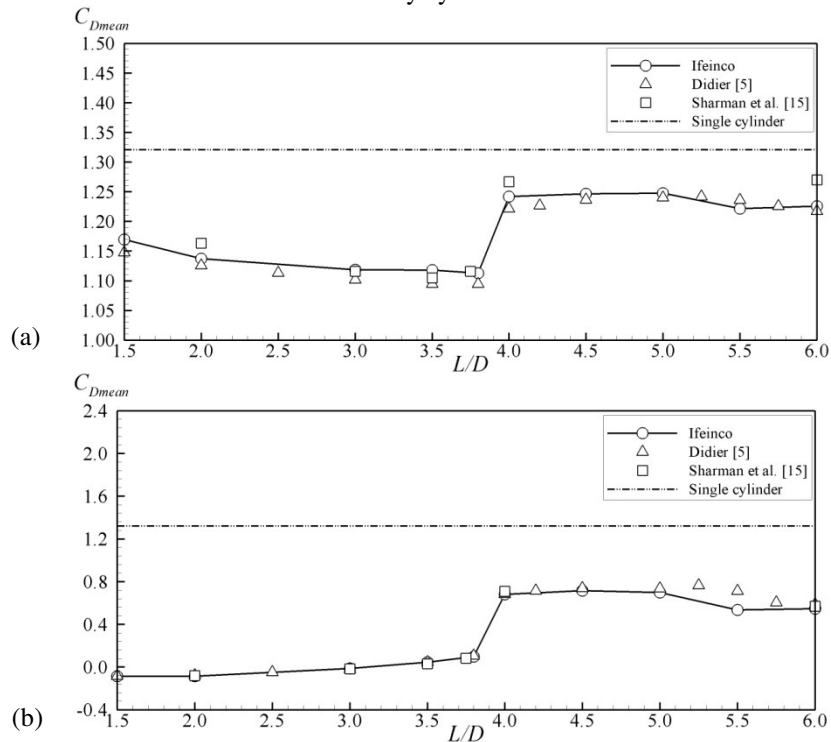 C_Dmean
1.50
1.45
1.40
1.35
1.30
1.25
1.20
1.15
1.10
1.05
1.00
Ifeinco
Didier [5]
Sharman et al. [15]
Single cylinder
(a)
1.5 2.0 2.5 3.0 3.5 4.0 4.5 5.0 5.5 6.0
L/D
C_Dmean
2.4
2.0
1.6
1.2
0.8
0.4
0.0
-0.4
Ifeinco
Didier [5]
Sharman et al. [15]
Single cylinder
(b)
1.5 2.0 2.5 3.0 3.5 4.0 4.5 5.0 5.5 6.0
L/D